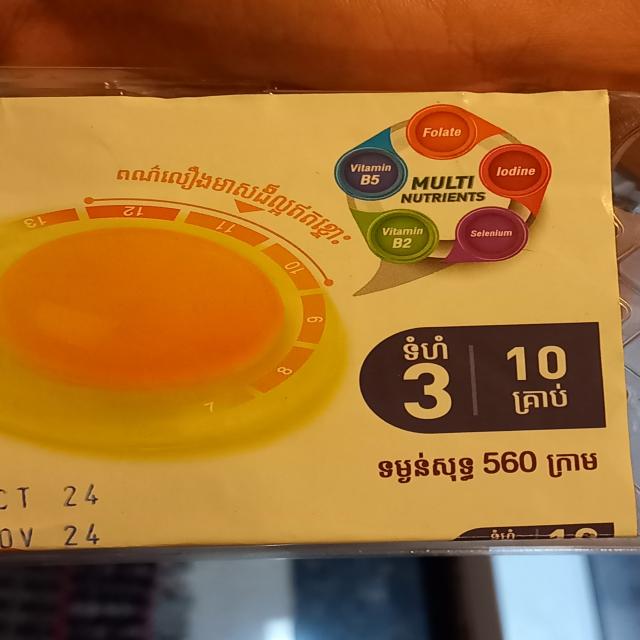 ពណ៌លឿងមាសដ៏ល្អឥតខ្ចោះ
13 12 11 10 9 8 7
Folate
Vitamin B5
Iodine
MULTI
NUTRIENTS
Vitamin B2
Selenium
ទំហំ
3
10
គ្រាប់
ទម្ងន់សុទ្ធ 560 ក្រាម
CT 24
OV 24
ទំហំ 10